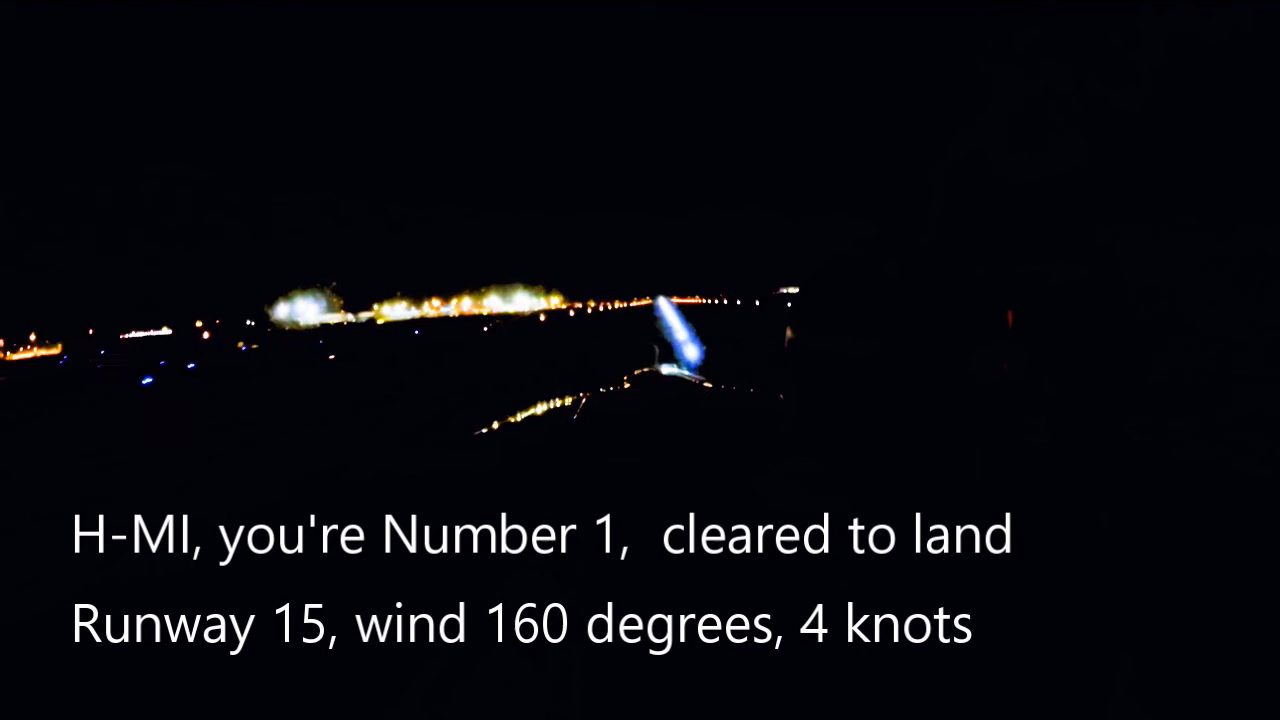 H-MI, you're Number 1,  cleared to land
Runway 15, wind 160 degrees, 4 knots